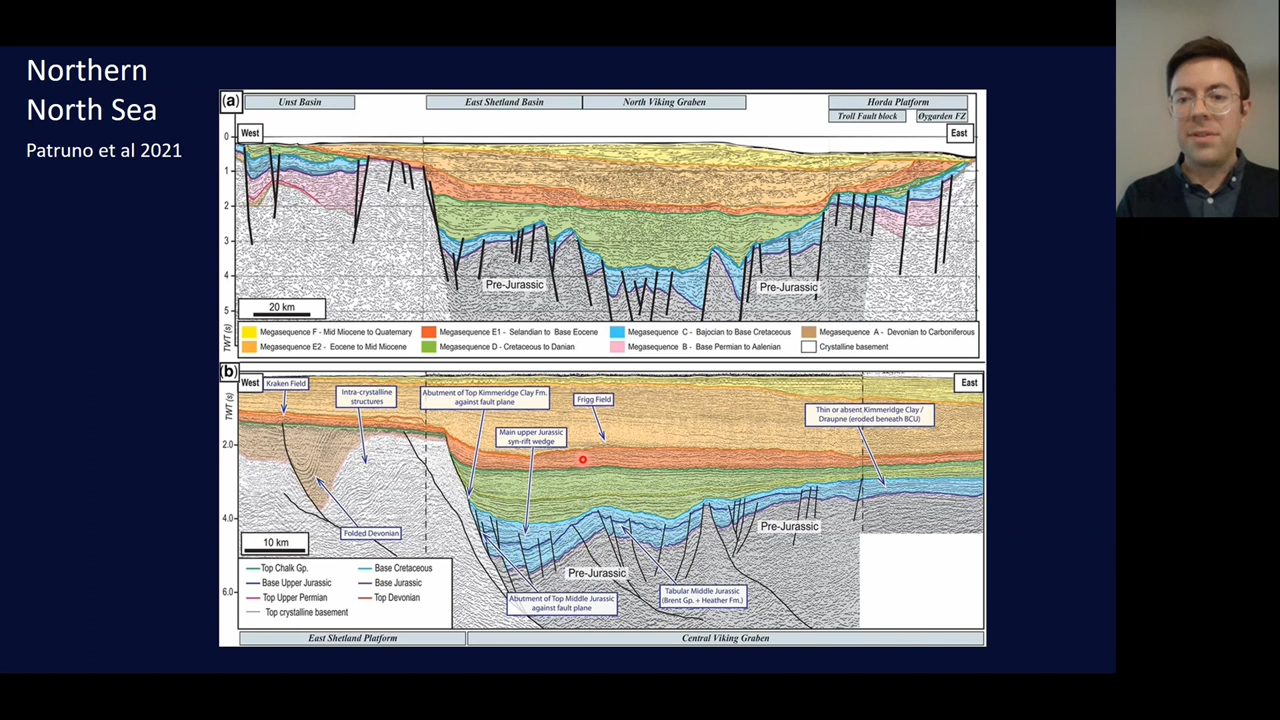 Northern
North Sea
Patruno et al 2021
(a)
Unst Basin
East Shetland Basin
North Viking Graben
Horda Platform
Troll Fault block
Øygarden FZ
West
East
0
1
2
3
4
5
TWT (s)
Pre-Jurassic
Pre-Jurassic
20 km
Megasequence F - Mid Miocene to Quaternary
Megasequence E1 - Selandian to Base Eocene
Megasequence C - Bajocian to Base Cretaceous
Megasequence A - Devonian to Carboniferous
Megasequence E2 - Eocene to Mid Miocene
Megasequence D - Cretaceous to Danian
Megasequence B - Base Permian to Aalenian
Crystalline basement
(b)
West
East
TWT (s)
2.0
4.0
6.0
Kraken Field
Intra-crystalline
structures
Abutment of Top Kimmeridge Clay Fm.
against fault plane
Frigg Field
Thin or absent Kimmeridge Clay /
Draupne (eroded beneath BCU)
Main upper Jurassic
syn-rift wedge
Folded Devonian
Pre-Jurassic
Pre-Jurassic
10 km
Abutment of Top Middle Jurassic
against fault plane
Tabular Middle Jurassic
(Brent Gp. + Heather Fm.)
Top Chalk Gp.
Base Cretaceous
Base Upper Jurassic
Base Jurassic
Top Upper Permian
Top Devonian
Top crystalline basement
East Shetland Platform
Central Viking Graben